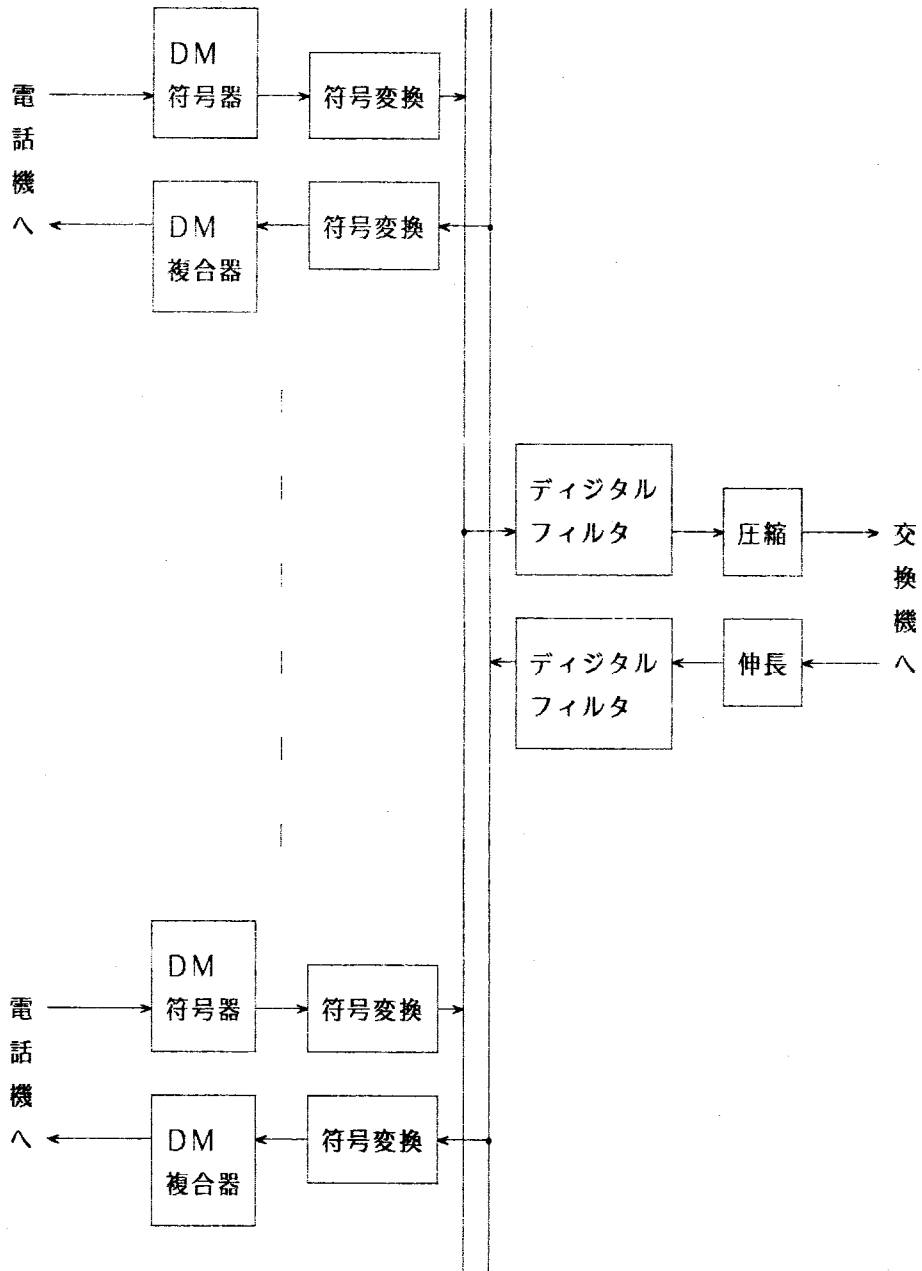 電話機へ
DM
符号器
符号変換
DM
複合器
符号変換
ディジタル
フィルタ
圧縮
交換機へ
ディジタル
フィルタ
伸長
電話機へ
DM
符号器
符号変換
DM
複合器
符号変換